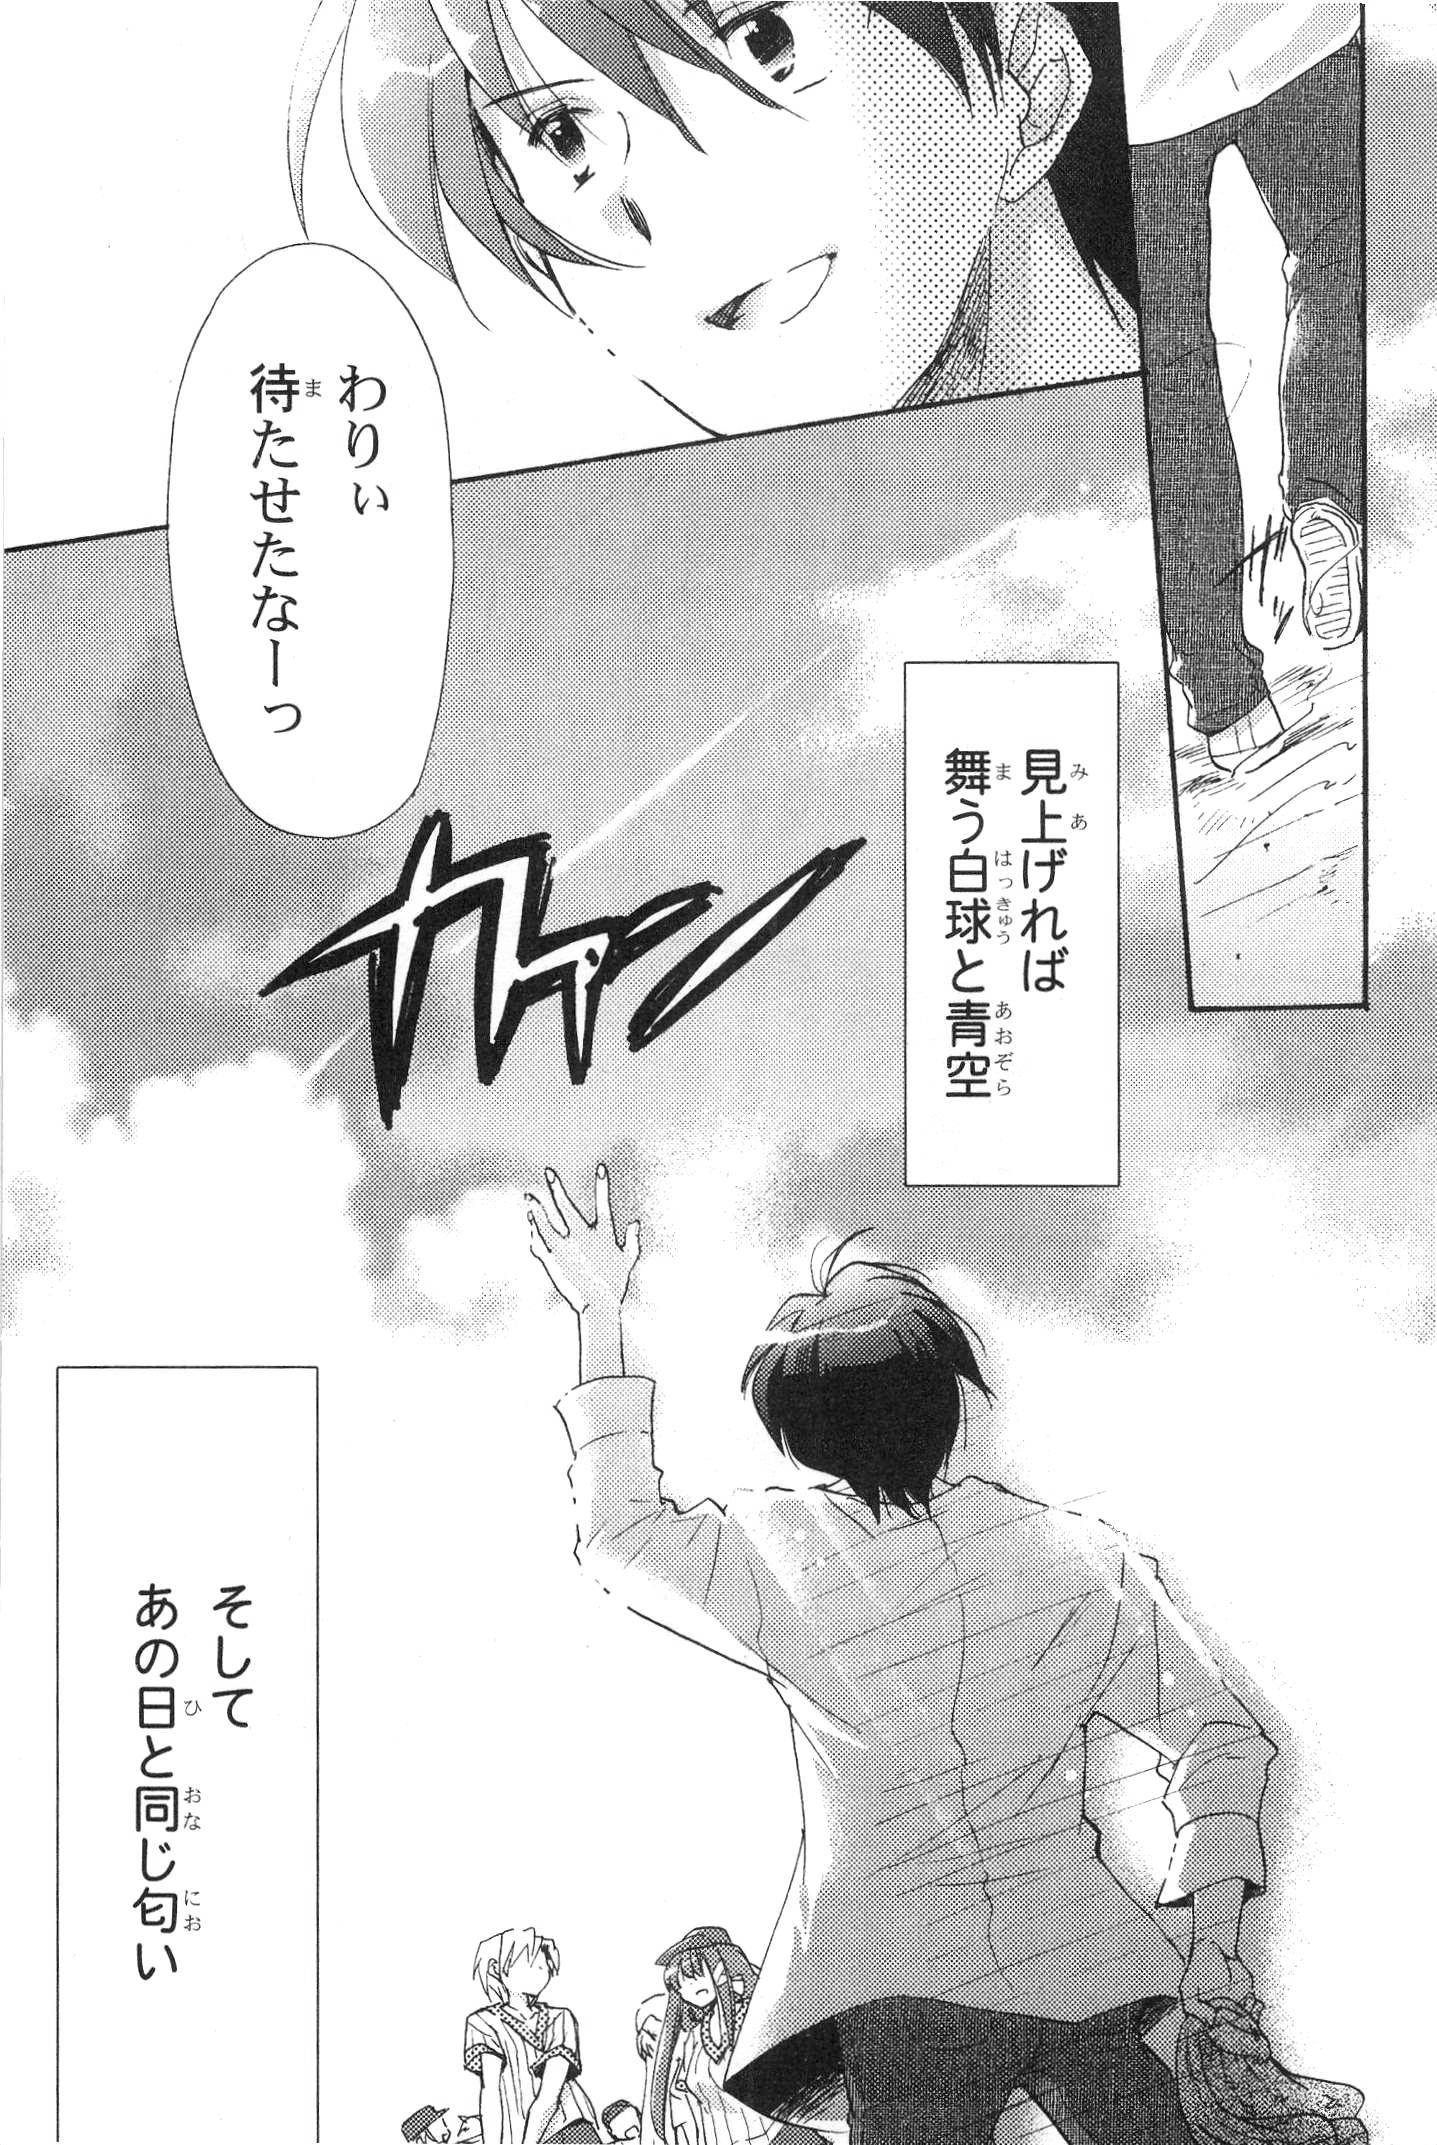 わりぃ
待たせたなーっ
見上げれば
舞う白球と青空
カァン
そして
あの日と同じ匂い